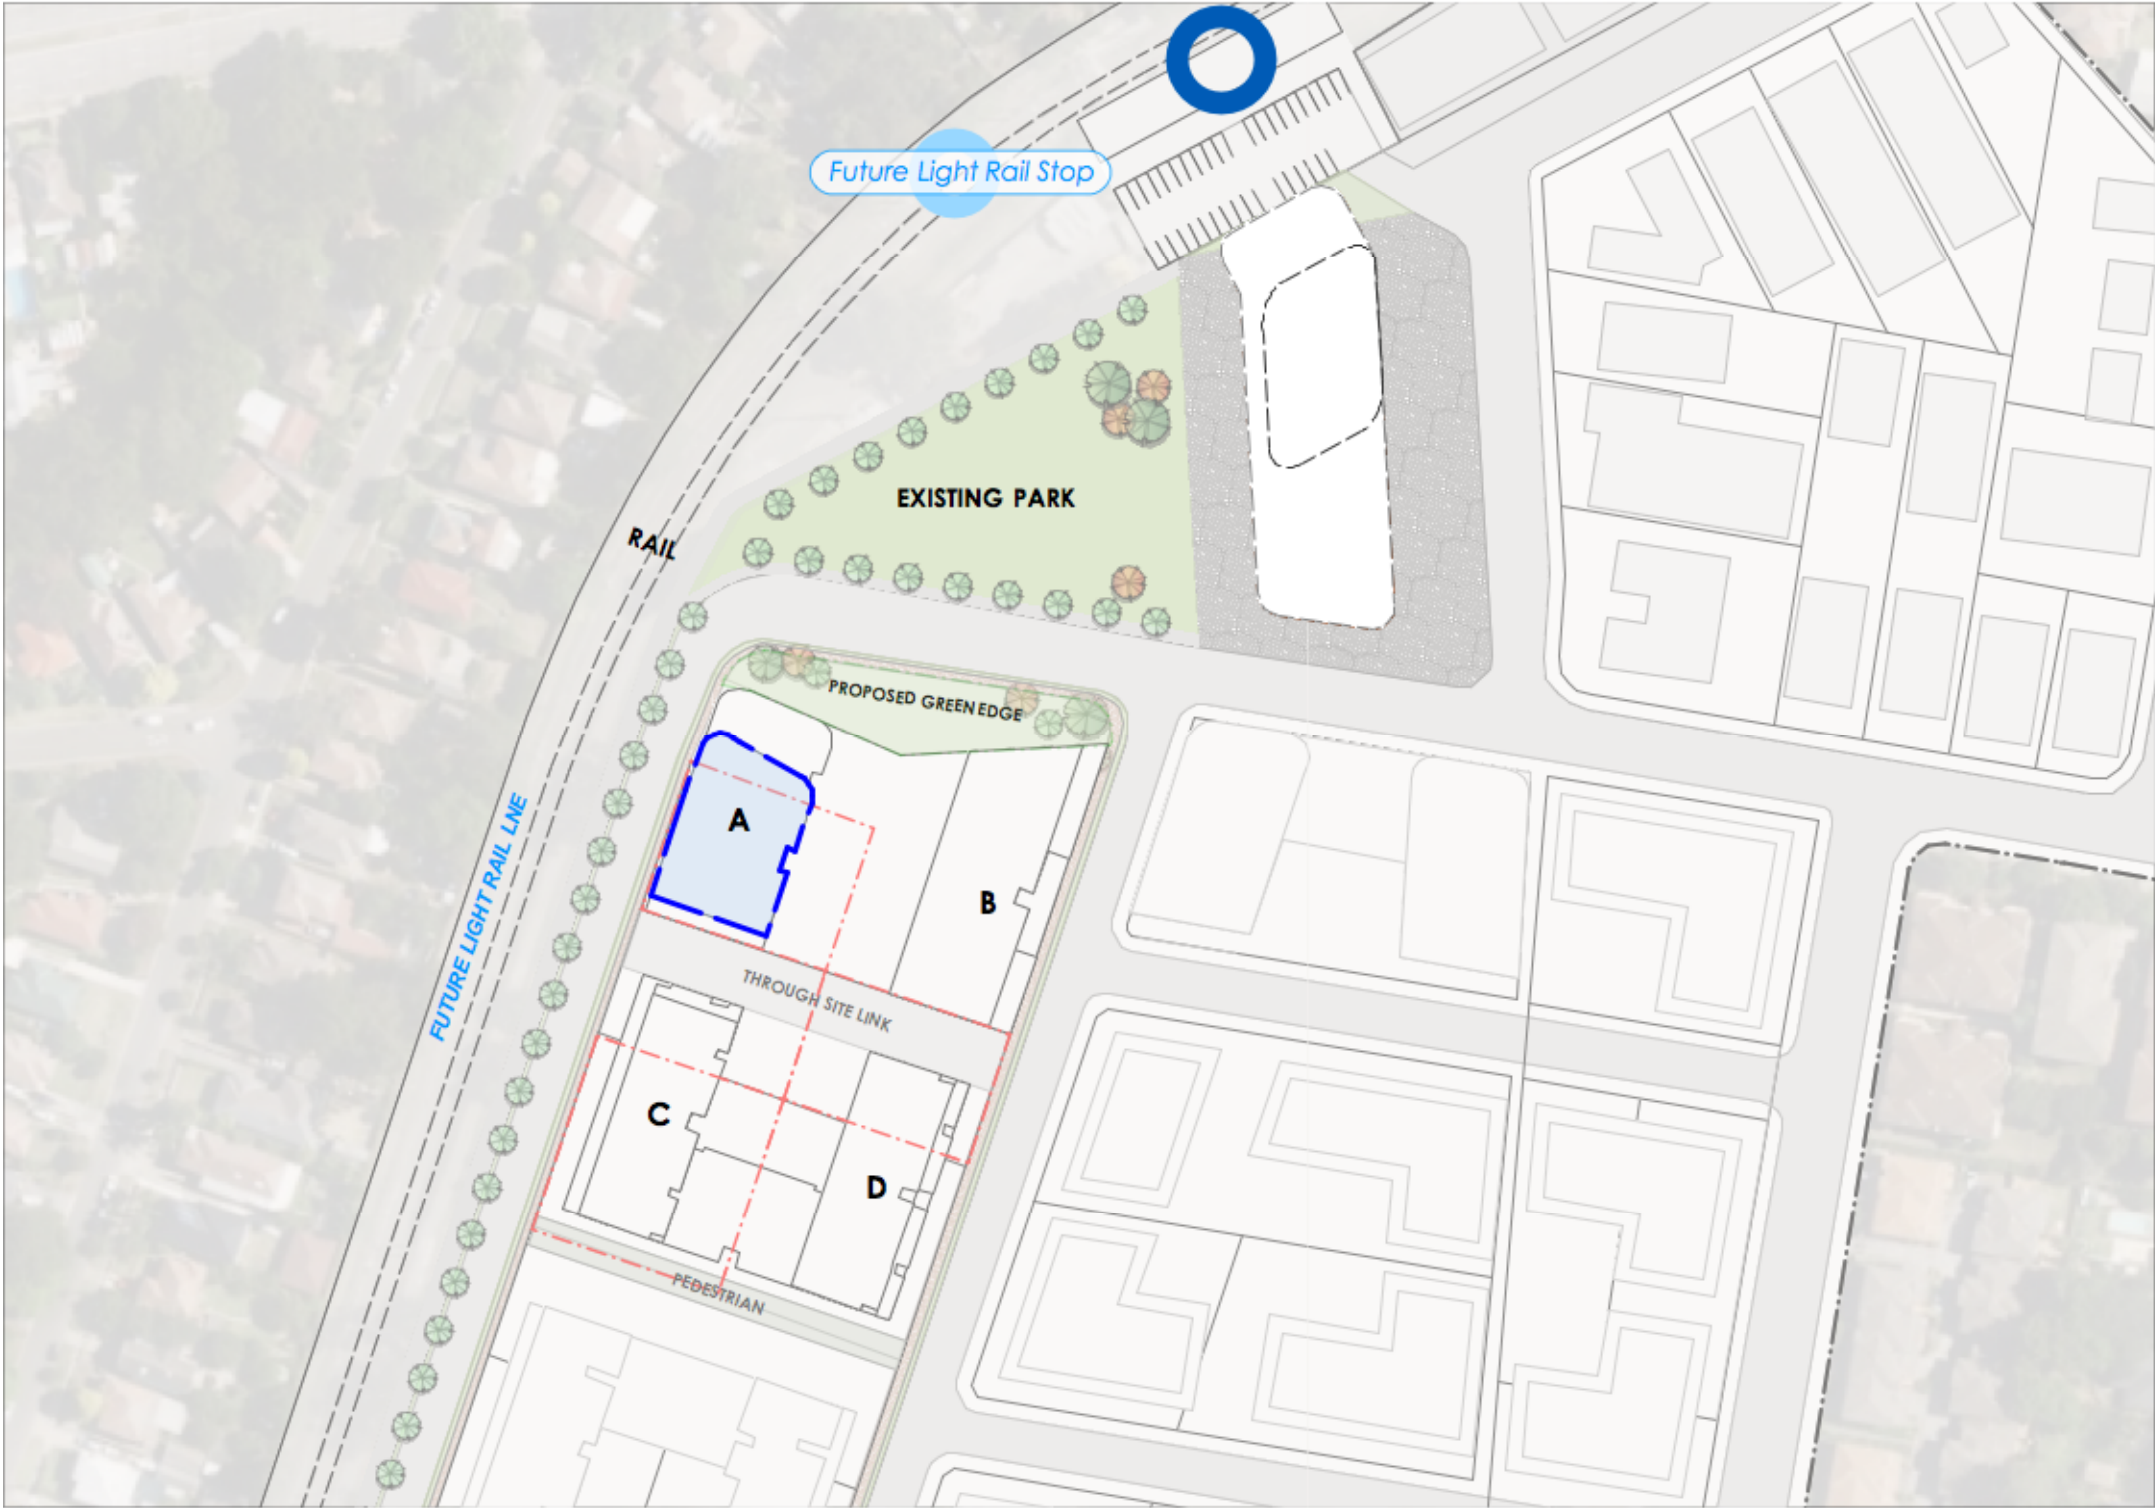 Future Light Rail Stop
EXISTING PARK
RAIL
PROPOSED GREEN EDGE
A
FUTURE LIGHT RAIL LNE
B
THROUGH SITE LINK
C
D
PEDESTRIAN